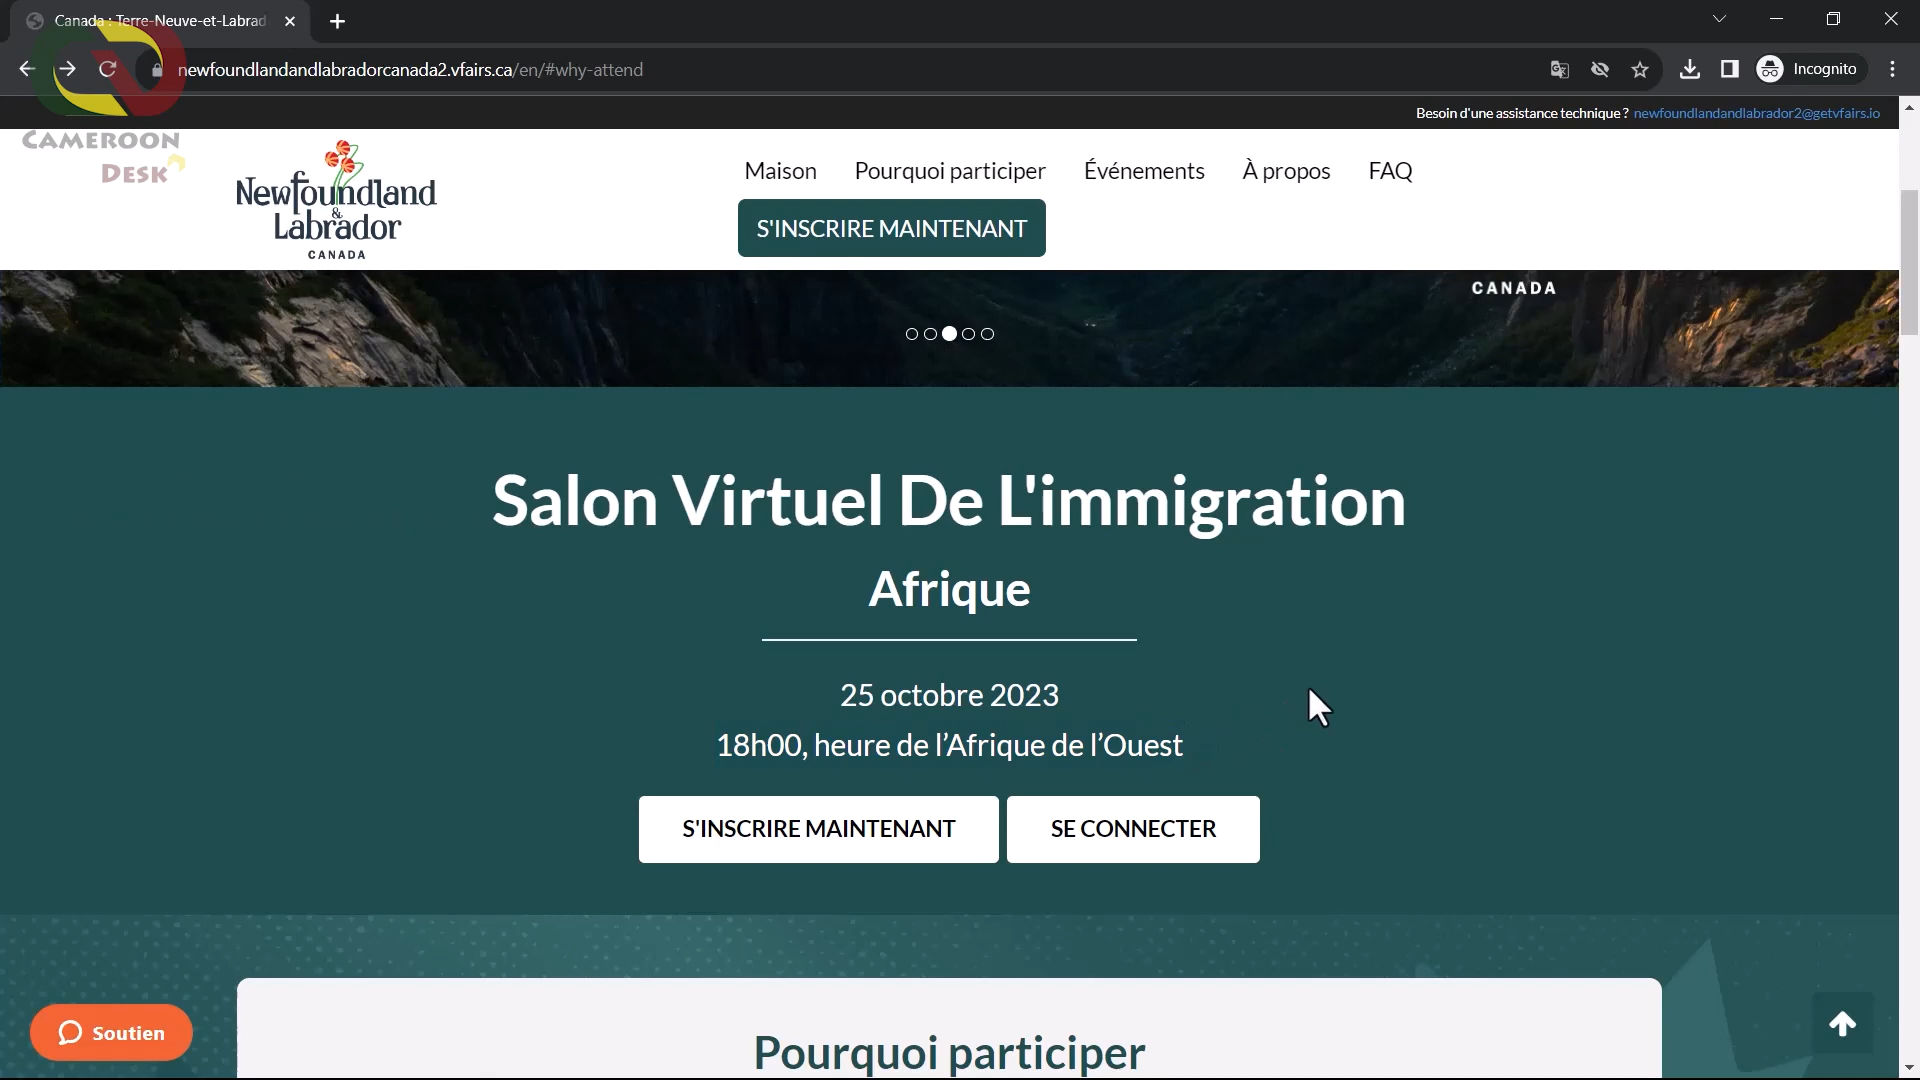 Canada : Terre-Neuve-et-Labrad
newfoundlandandlabradorcanada2.vfairs.ca/en/#why-attend
Incognito
Besoin d'une assistance technique ? newfoundlandandlabrador2@getvfairs.io
CAMEROON
DESK
Newfoundland
&
Labrador
CANADA
Maison Pourquoi participer Événements À propos FAQ
S'INSCRIRE MAINTENANT
CANADA
Salon Virtuel De L'immigration
Afrique
25 octobre 2023
18h00, heure de l’Afrique de l’Ouest
S'INSCRIRE MAINTENANT SE CONNECTER
Soutien
Pourquoi participer